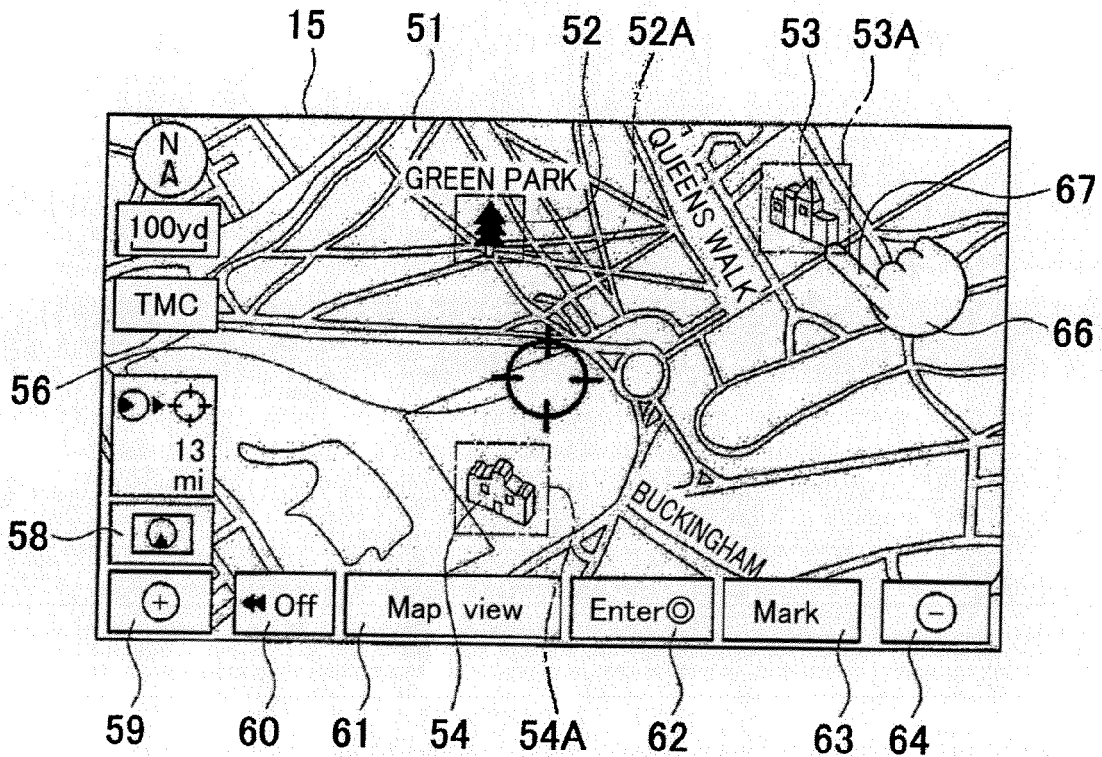 15 51 52 52A 53 53A
N
GREEN PARK
QUEENS WALK
67
100yd
TMC
66
56
13
mi
58
BUCKINGHAM
+
Off
Map view
Enter◎
Mark
−
59 60 61 54 54A 62 63 64